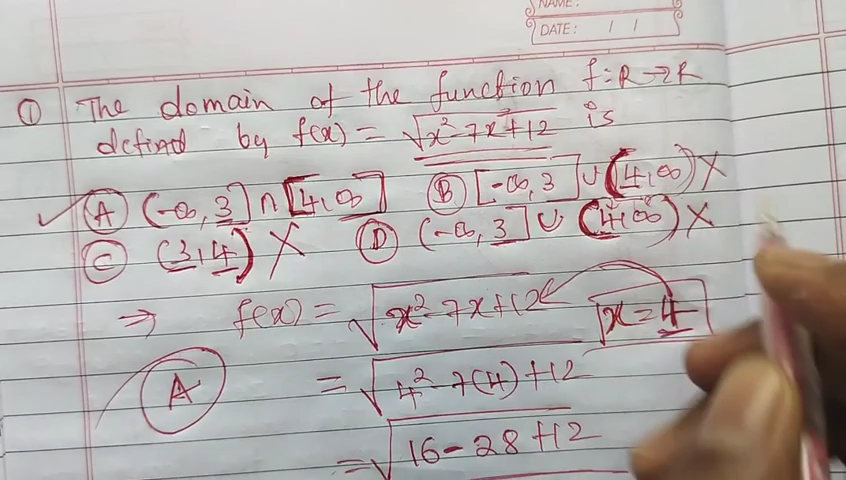 NAME:
DATE: / /
① The domain of the function f:R→R
defind by f(x) = √x²-7x+12 is
Ⓐ (-∞, 3] ∩ [4,∞] Ⓑ [-∞, 3] ∪ (4,∞) X
Ⓒ (3,4) X Ⓓ (-∞, 3] ∪ (4,∞) X
⇒ f(x) = √x²-7x+12 x=4
Ⓐ = √4²-7(4)+12
= √16-28+12